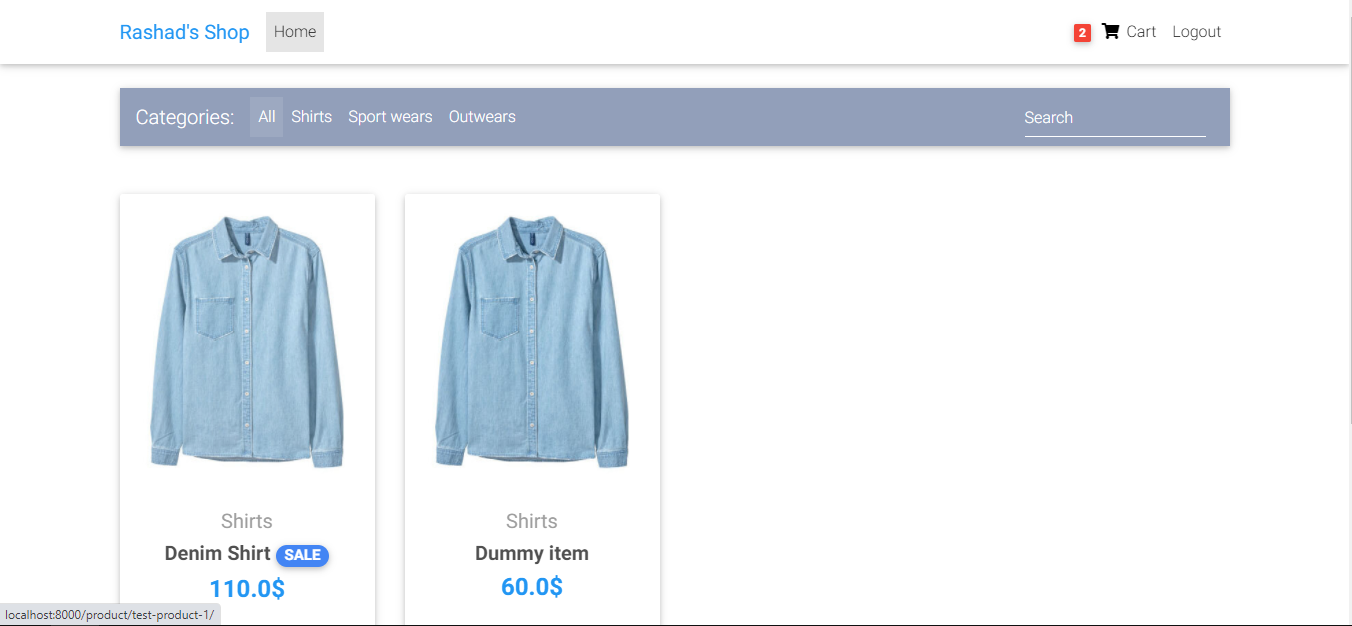 Rashad's Shop Home 2 Cart Logout
Categories: All Shirts Sport wears Outwears Search
Shirts Shirts
Denim Shirt SALE Dummy item
110.0$ 60.0$
localhost:8000/product/test-product-1/